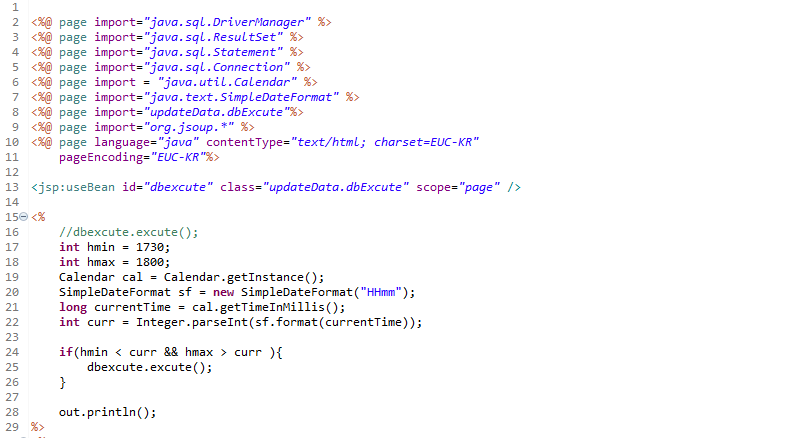 1
2 <%@ page import="java.sql.DriverManager" %>
3 <%@ page import="java.sql.ResultSet" %>
4 <%@ page import="java.sql.Statement" %>
5 <%@ page import="java.sql.Connection" %>
6 <%@ page import = "java.util.Calendar" %>
7 <%@ page import="java.text.SimpleDateFormat" %>
8 <%@ page import="updateData.dbExcute"%>
9 <%@ page import="org.jsoup.*" %>
10 <%@ page language="java" contentType="text/html; charset=EUC-KR"
11     pageEncoding="EUC-KR"%>
12
13 <jsp:useBean id="dbexcute" class="updateData.dbExcute" scope="page" />
14
15 <%
16     //dbexcute.excute();
17     int hmin = 1730;
18     int hmax = 1800;
19     Calendar cal = Calendar.getInstance();
20     SimpleDateFormat sf = new SimpleDateFormat("HHmm");
21     long currentTime = cal.getTimeInMillis();
22     int curr = Integer.parseInt(sf.format(currentTime));
23
24     if(hmin < curr && hmax > curr ){
25         dbexcute.excute();
26     }
27
28     out.println();
29 %>